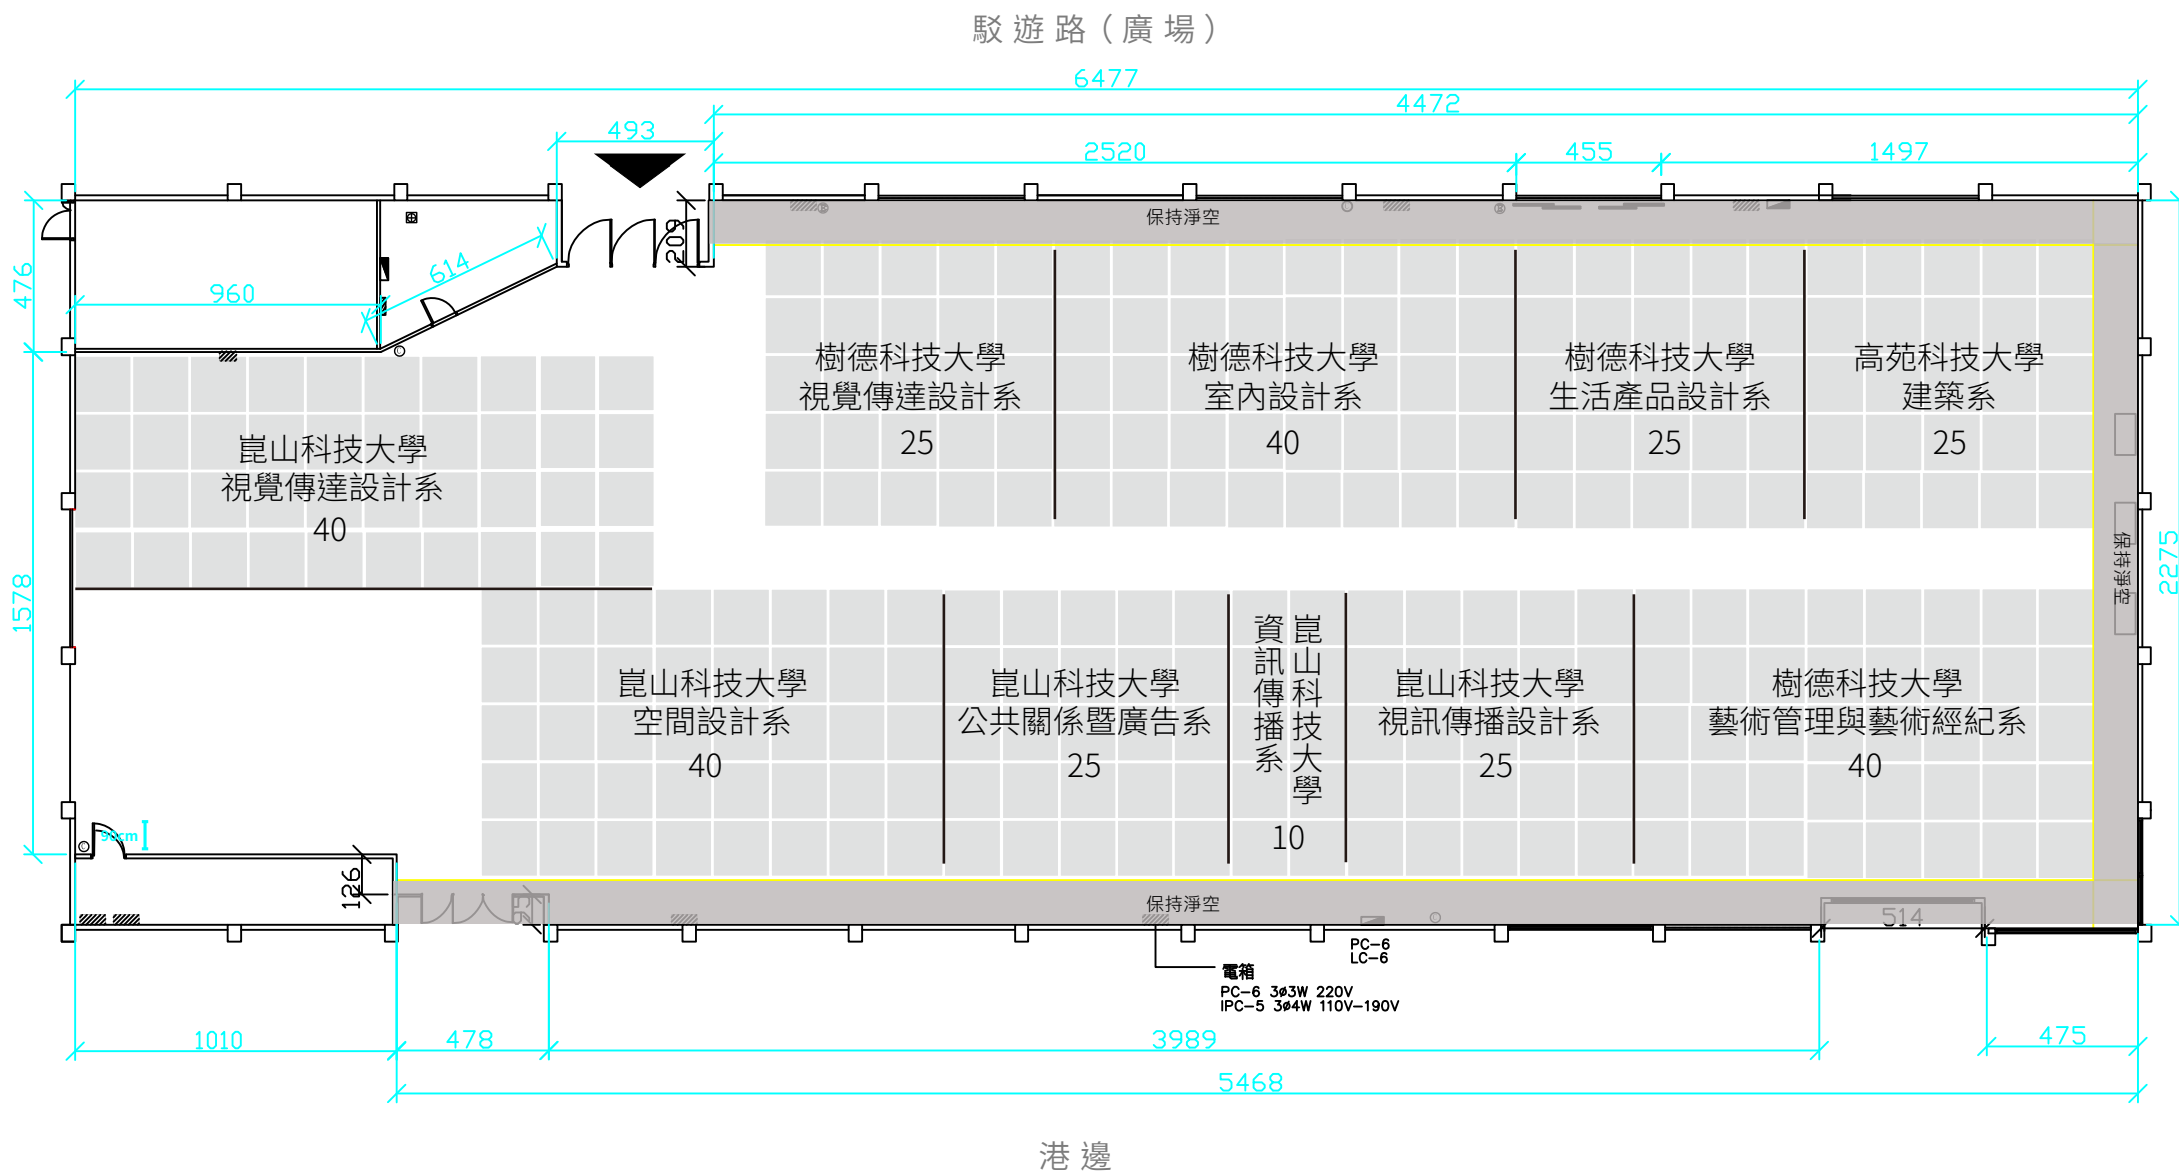 駁遊路(廣場)
6477
4472
493
2520
455
1497
保持淨空
209
476
614
960
樹德科技大學
視覺傳達設計系
25
樹德科技大學
室內設計系
40
樹德科技大學
生活產品設計系
25
高苑科技大學
建築系
25
崑山科技大學
視覺傳達設計系
40
保持淨空
2275
1578
崑山科技大學
空間設計系
40
崑山科技大學
公共關係暨廣告系
25
崑山科技大學
資訊傳播系
10
崑山科技大學
視訊傳播設計系
25
樹德科技大學
藝術管理與藝術經紀系
40
90cm
126
保持淨空
514
PC-6
LC-6
電箱
PC-6 3ø3W 220V
IPC-5 3ø4W 110V-190V
1010
478
3989
475
5468
港邊